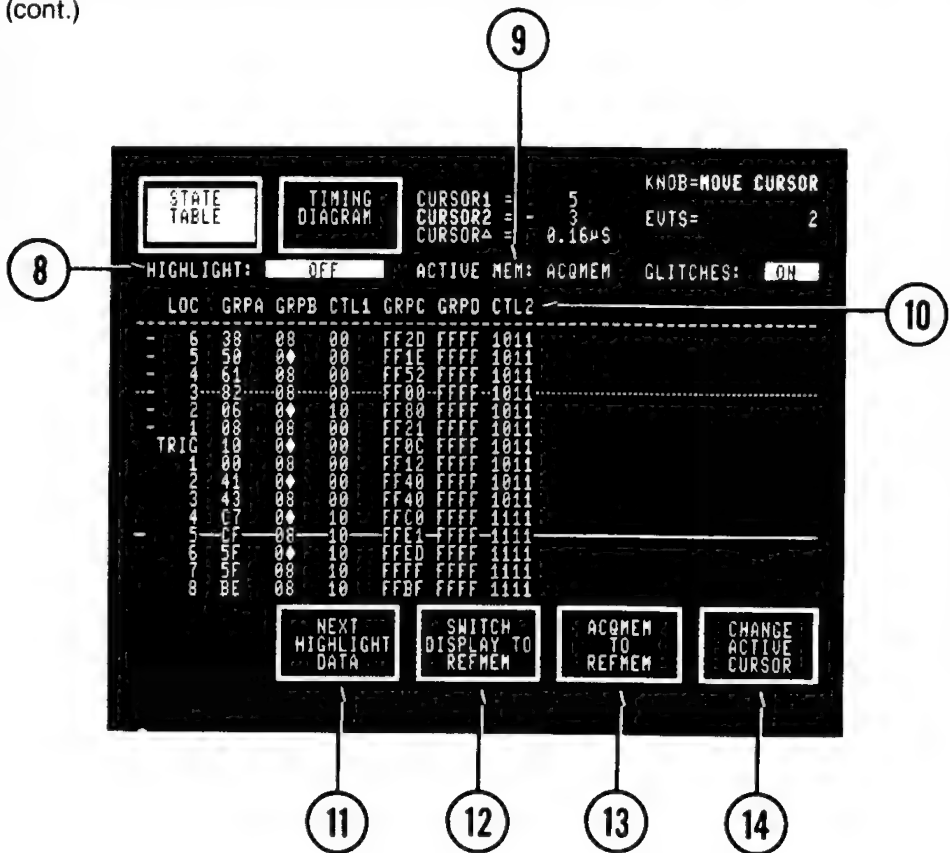 (cont.)
9
STATE TABLE
TIMING DIAGRAM
CURSOR1 = 5
CURSOR2 = - 3
CURSOR△ = 0.16µS
KNOB=MOVE CURSOR
EVTS= 2
8
HIGHLIGHT: OFF
ACTIVE MEM: ACQMEM
GLITCHES: ON
10
LOC GRPA GRPB CTL1 GRPC GRPD CTL2
- 6 38 08 00 FF2D FFFF 1011
- 5 50 0♦ 00 FF1E FFFF 1011
- 4 61 08 00 FF52 FFFF 1011
- 3 82 08 00 FF00 FFFF 1011
- 2 06 0♦ 10 FF80 FFFF 1011
- 1 08 08 00 FF21 FFFF 1011
TRIG 10 0♦ 00 FF0C FFFF 1011
1 00 08 00 FF12 FFFF 1011
2 41 0♦ 00 FF40 FFFF 1011
3 43 08 00 FF40 FFFF 1011
4 C7 0♦ 10 FFC0 FFFF 1111
5 CF 08 10 FFE1 FFFF 1111
6 5F 0♦ 10 FFED FFFF 1111
7 5F 08 10 FFFF FFFF 1111
8 BE 08 10 FFBF FFFF 1111
NEXT HIGHLIGHT DATA
SWITCH DISPLAY TO REFMEM
ACQMEM TO REFMEM
CHANGE ACTIVE CURSOR
11
12
13
14